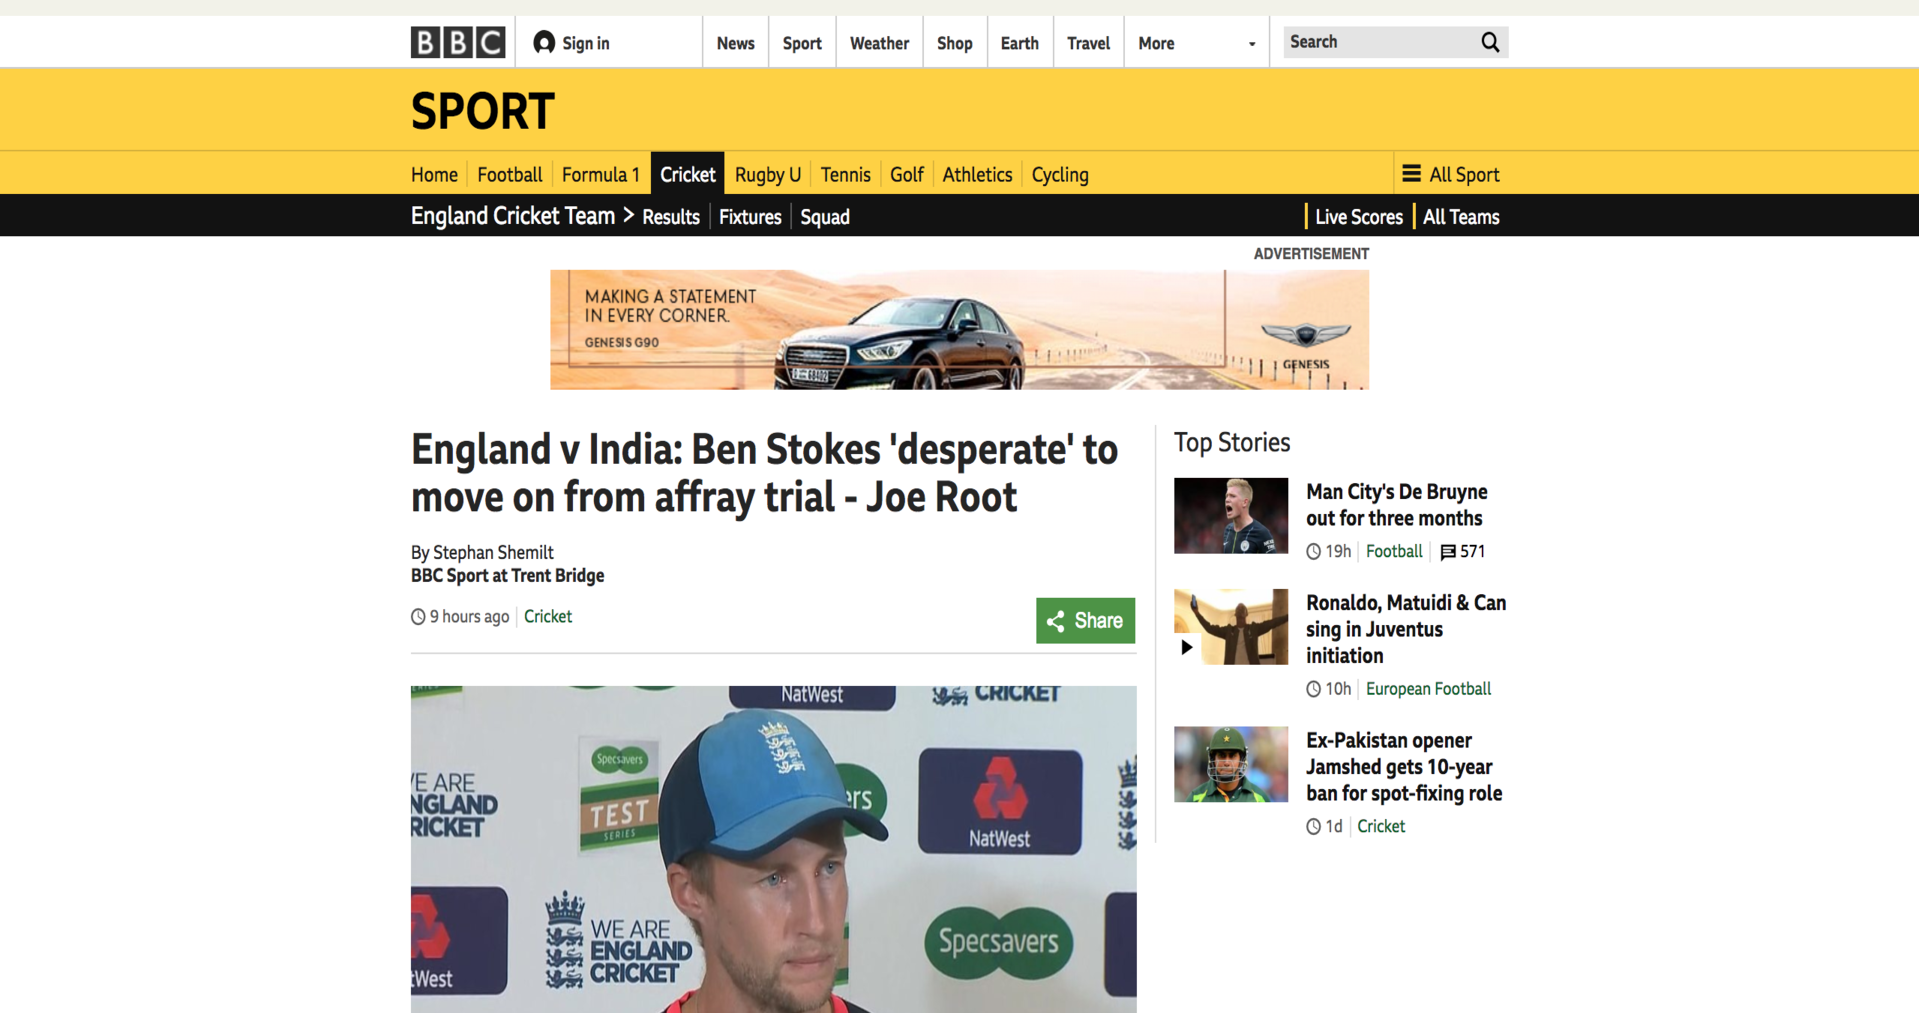 BBC
Sign in
News
Sport
Weather
Shop
Earth
Travel
More
Search
SPORT
Home
Football
Formula 1
Cricket
Rugby U
Tennis
Golf
Athletics
Cycling
All Sport
England Cricket Team > Results
Fixtures
Squad
Live Scores
All Teams
ADVERTISEMENT
MAKING A STATEMENT
IN EVERY CORNER.
GENESIS G90
68402
GENESIS
England v India: Ben Stokes 'desperate' to
move on from affray trial - Joe Root
By Stephan Shemilt
BBC Sport at Trent Bridge
9 hours ago
Cricket
Share
NatWest
CRICKET
Specsavers
TEST
SERIES
ers
NatWest
E ARE
NGLAND
RICKET
tWest
WE ARE
ENGLAND
CRICKET
Specsavers
Top Stories
Man City's De Bruyne
out for three months
19h
Football
571
Ronaldo, Matuidi & Can
sing in Juventus
initiation
10h
European Football
Ex-Pakistan opener
Jamshed gets 10-year
ban for spot-fixing role
1d
Cricket